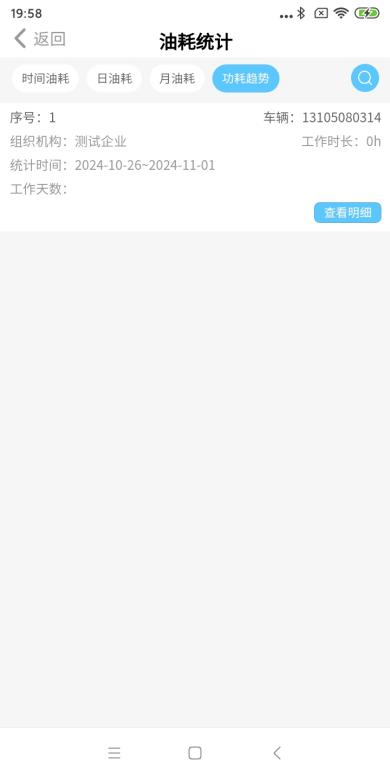 19:58
返回
油耗统计
时间油耗 日油耗 月油耗 功耗趋势
序号：1 车辆：13105080314
组织机构：测试企业 工作时长：0h
统计时间：2024-10-26~2024-11-01
工作天数：
查看明细